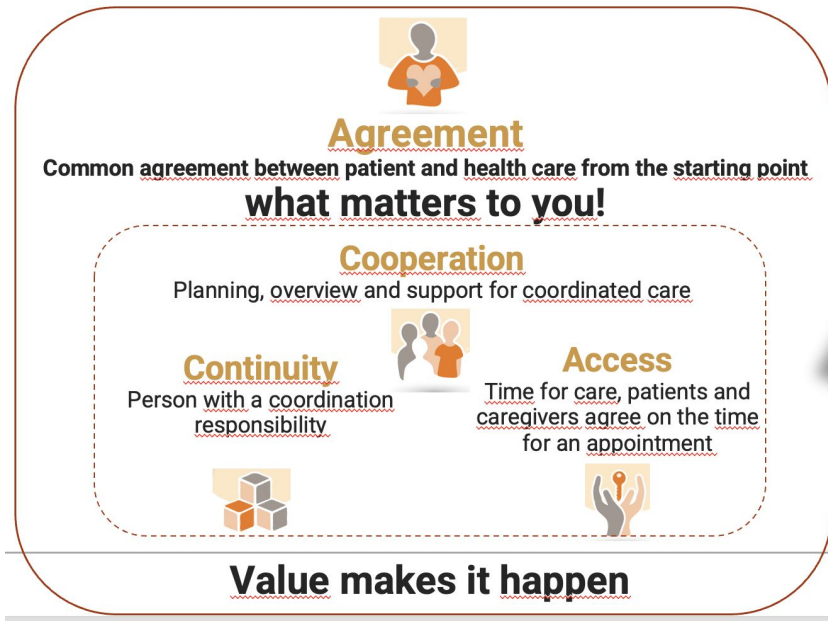 Agreement
Common agreement between patient and health care from the starting point
what matters to you!
Cooperation
Planning, overview and support for coordinated care
Continuity
Person with a coordination
responsibility
Access
Time for care, patients and
caregivers agree on the time
for an appointment
Value makes it happen